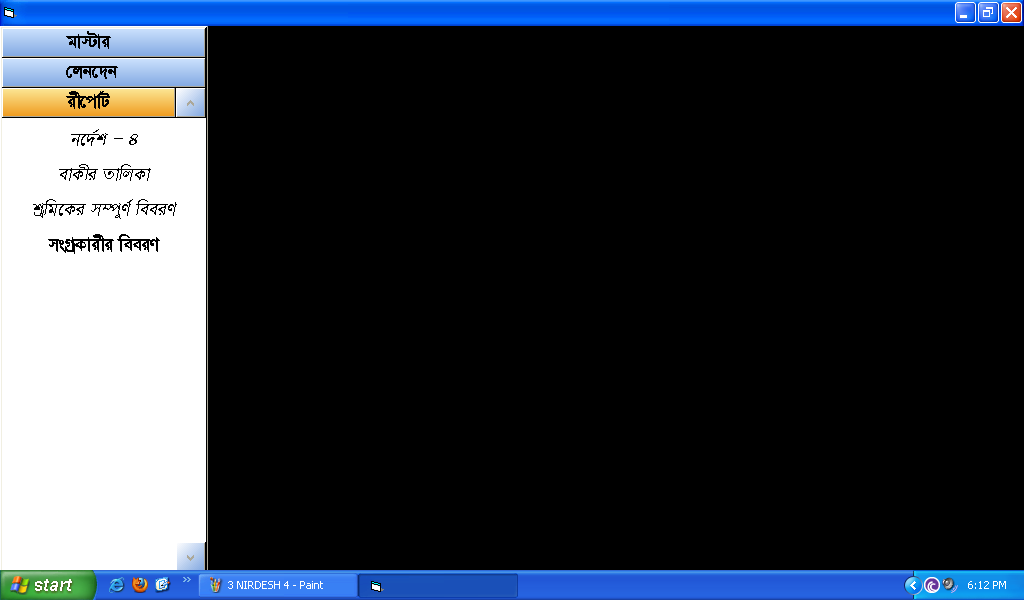 মাস্টার
লেনদেন
রীপোর্ট
নর্দেশ – ৪
বাকীর তালিকা
শ্রমিকের সম্পুর্ণ বিবরণ
সংগ্রকারীর বিবরণ
start
3 NIRDESH 4 - Paint
6:12 PM